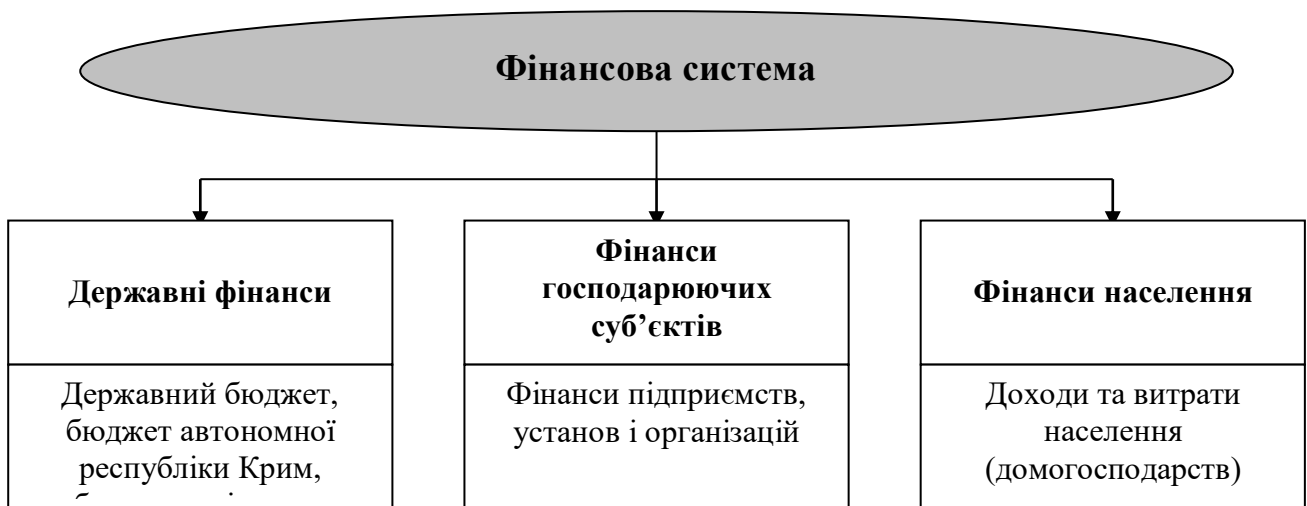 Фінансова система
Державні фінанси
Державний бюджет,
бюджет автономної
республіки Крим,
Фінанси
господарюючих
суб’єктів
Фінанси підприємств,
установ і організацій
Фінанси населення
Доходи та витрати
населення
(домогосподарств)